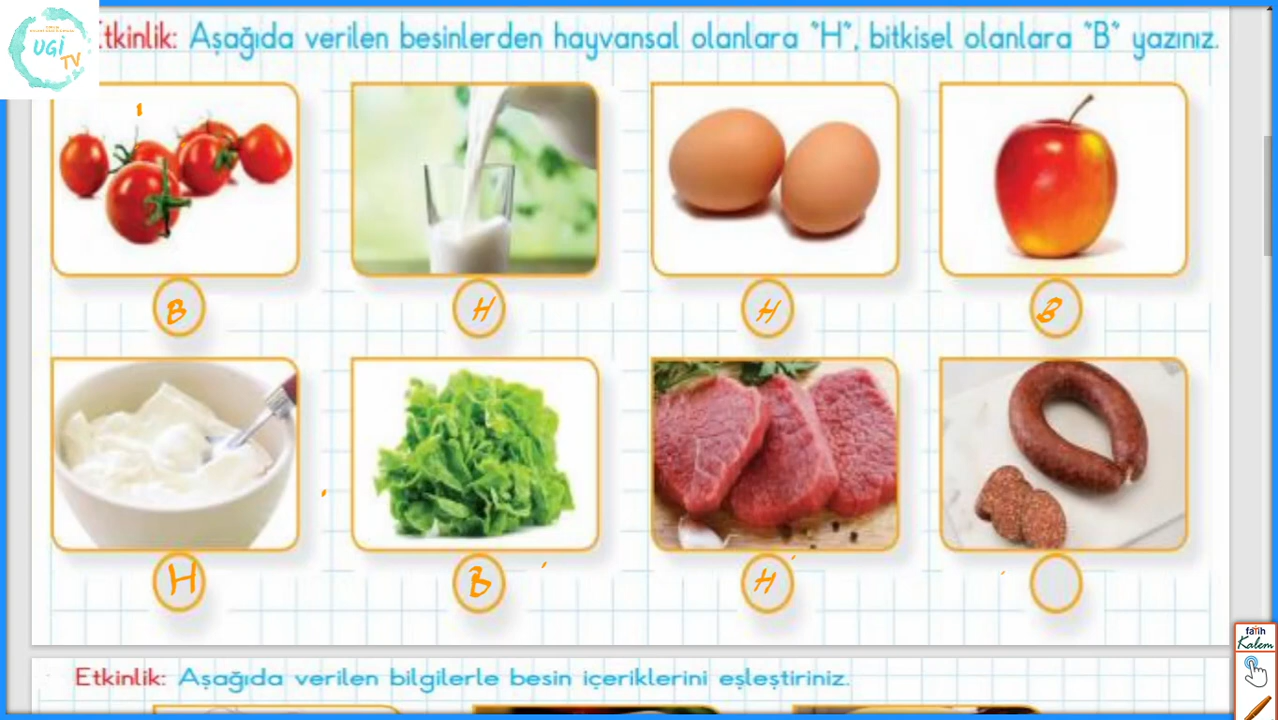 UGİ
TV
Etkinlik: Aşağıda verilen besinlerden hayvansal olanlara "H", bitkisel olanlara "B" yazınız.
B H H B
H B H
Etkinlik: Aşağıda verilen bilgilerle besin içeriklerini eşleştiriniz.
fatih
Kalem